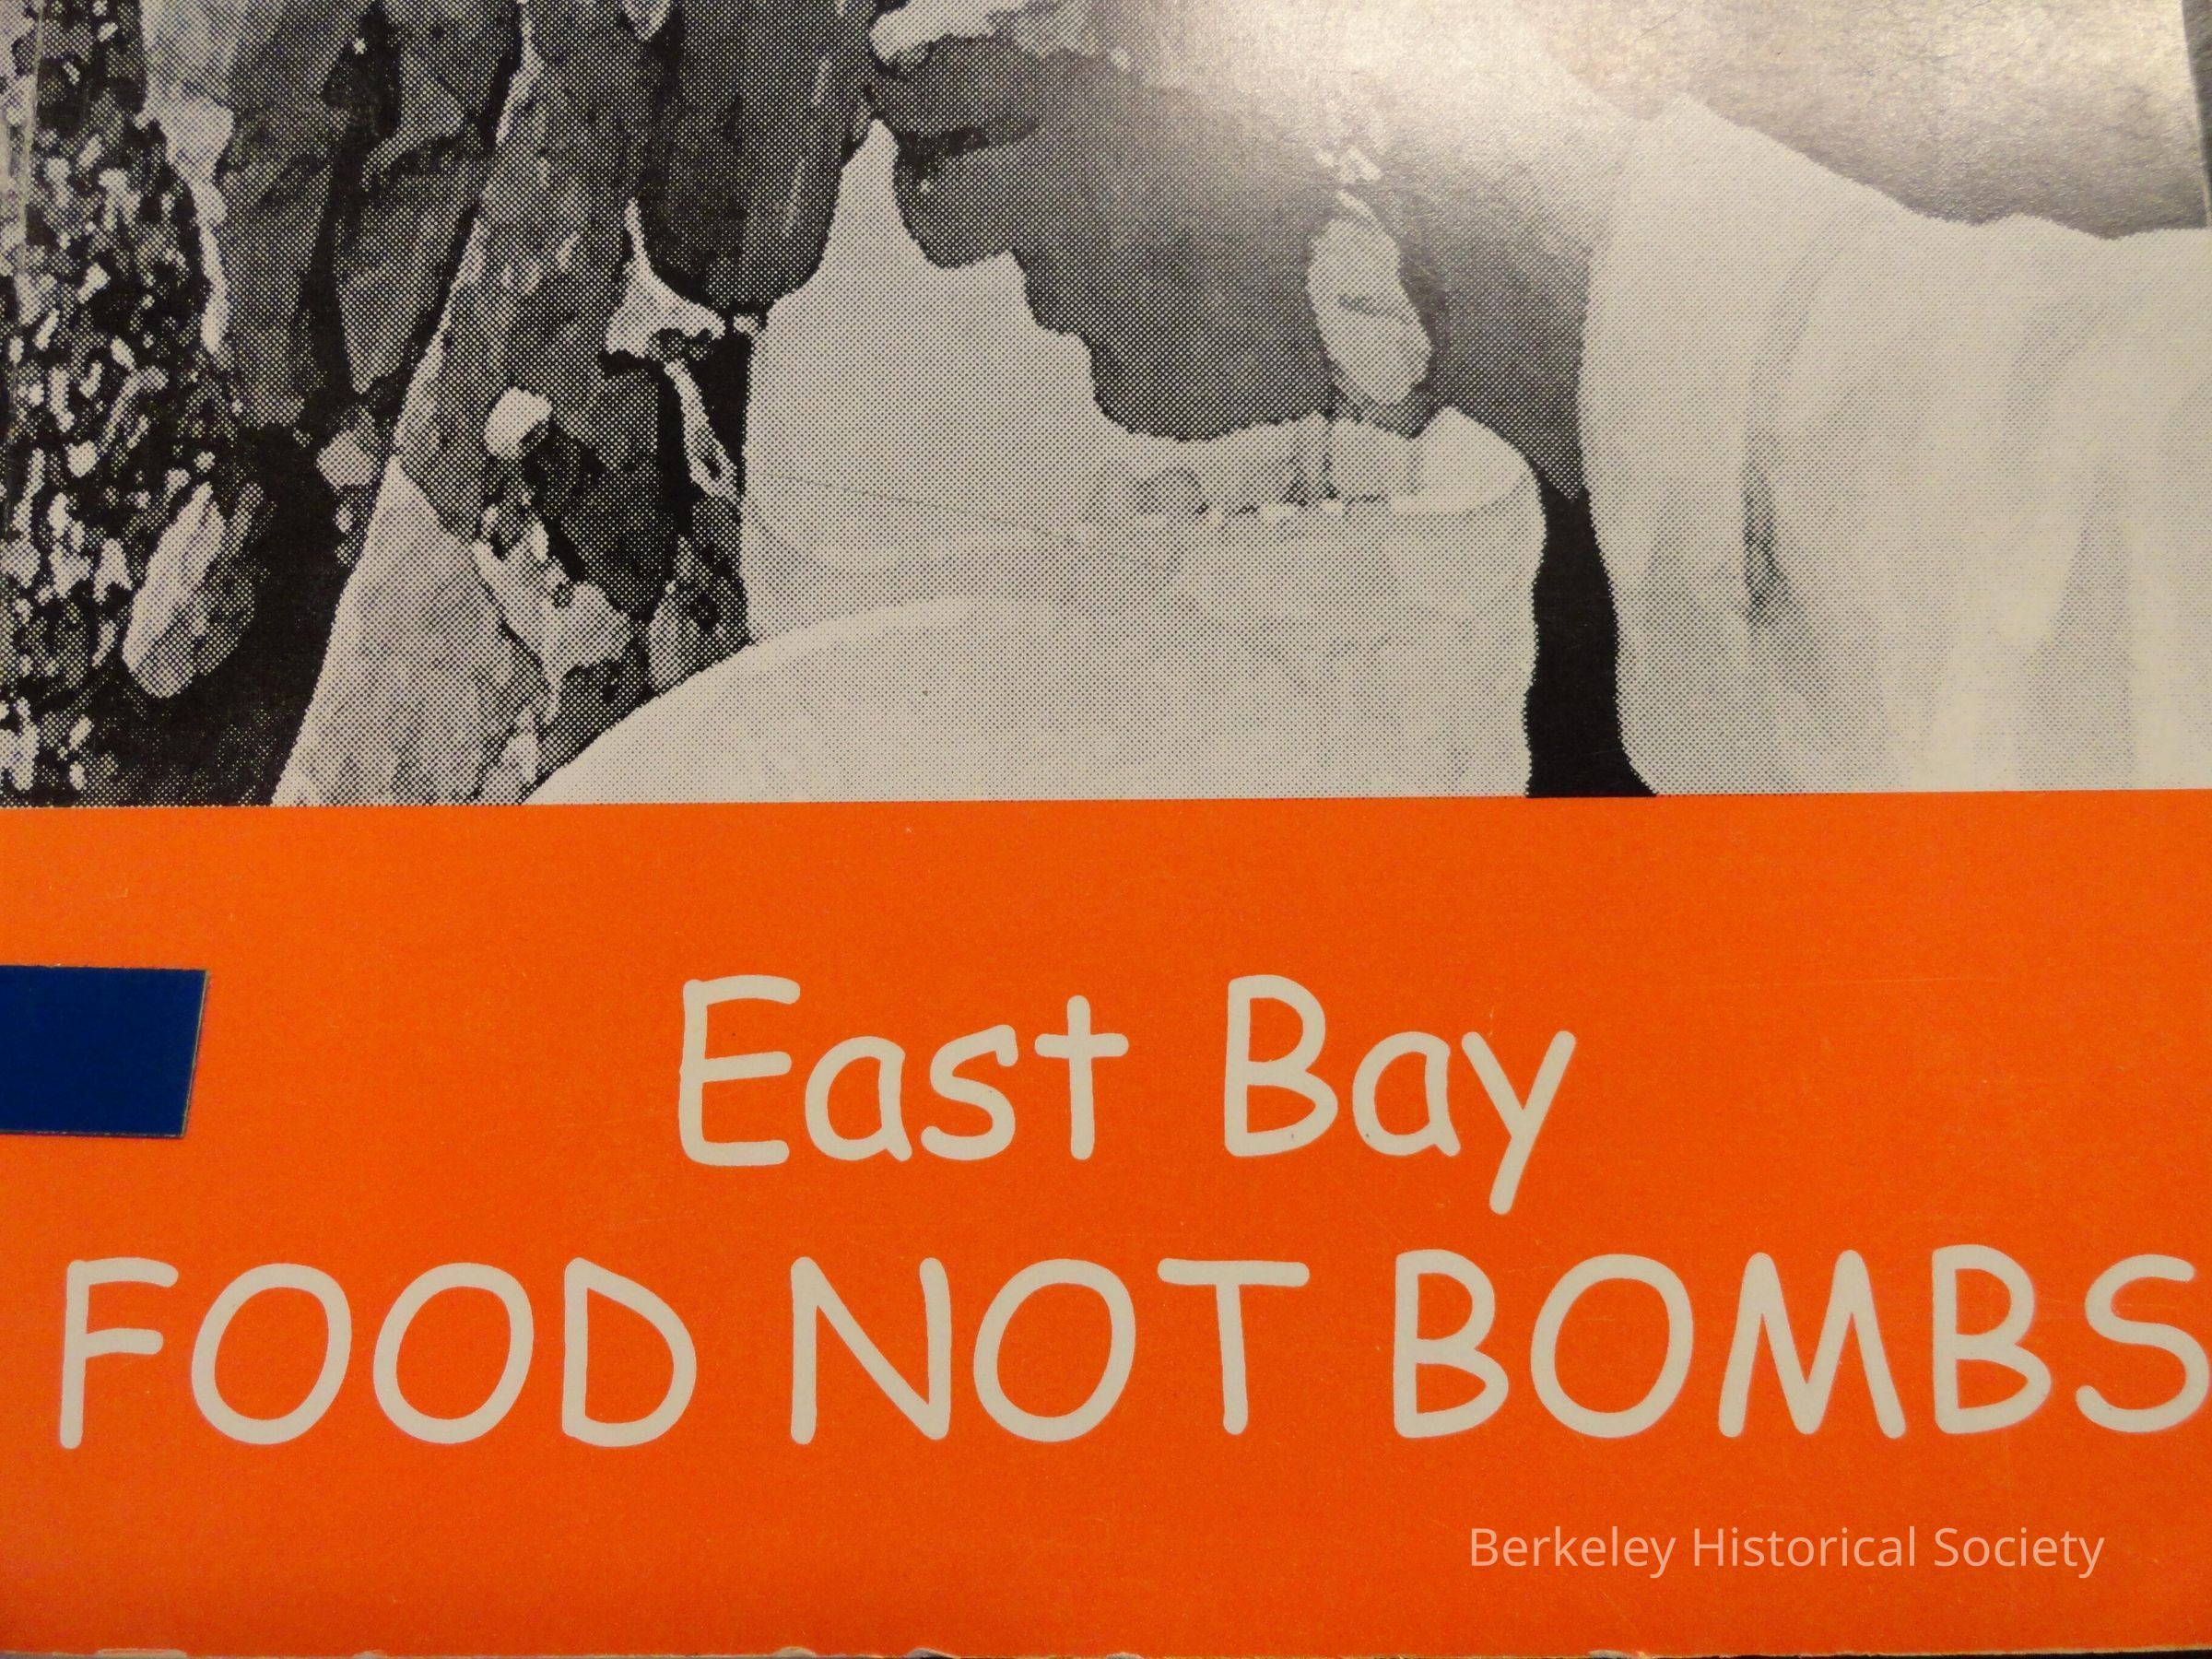 East Bay
FOOD NOT BOMBS
Berkeley Historical Society